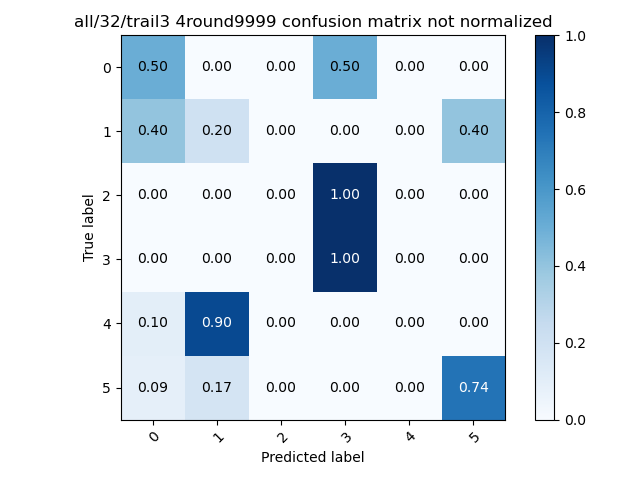 all/32/trail3 4round9999 confusion matrix not normalized
1.0
0 0.50 0.00 0.00 0.50 0.00 0.00
0.8
1 0.40 0.20 0.00 0.00 0.00 0.40
0.6
2 0.00 0.00 0.00 1.00 0.00 0.00
True label
3 0.00 0.00 0.00 1.00 0.00 0.00
0.4
4 0.10 0.90 0.00 0.00 0.00 0.00
0.2
5 0.09 0.17 0.00 0.00 0.00 0.74
0.0
0 1 2 3 4 5
Predicted label